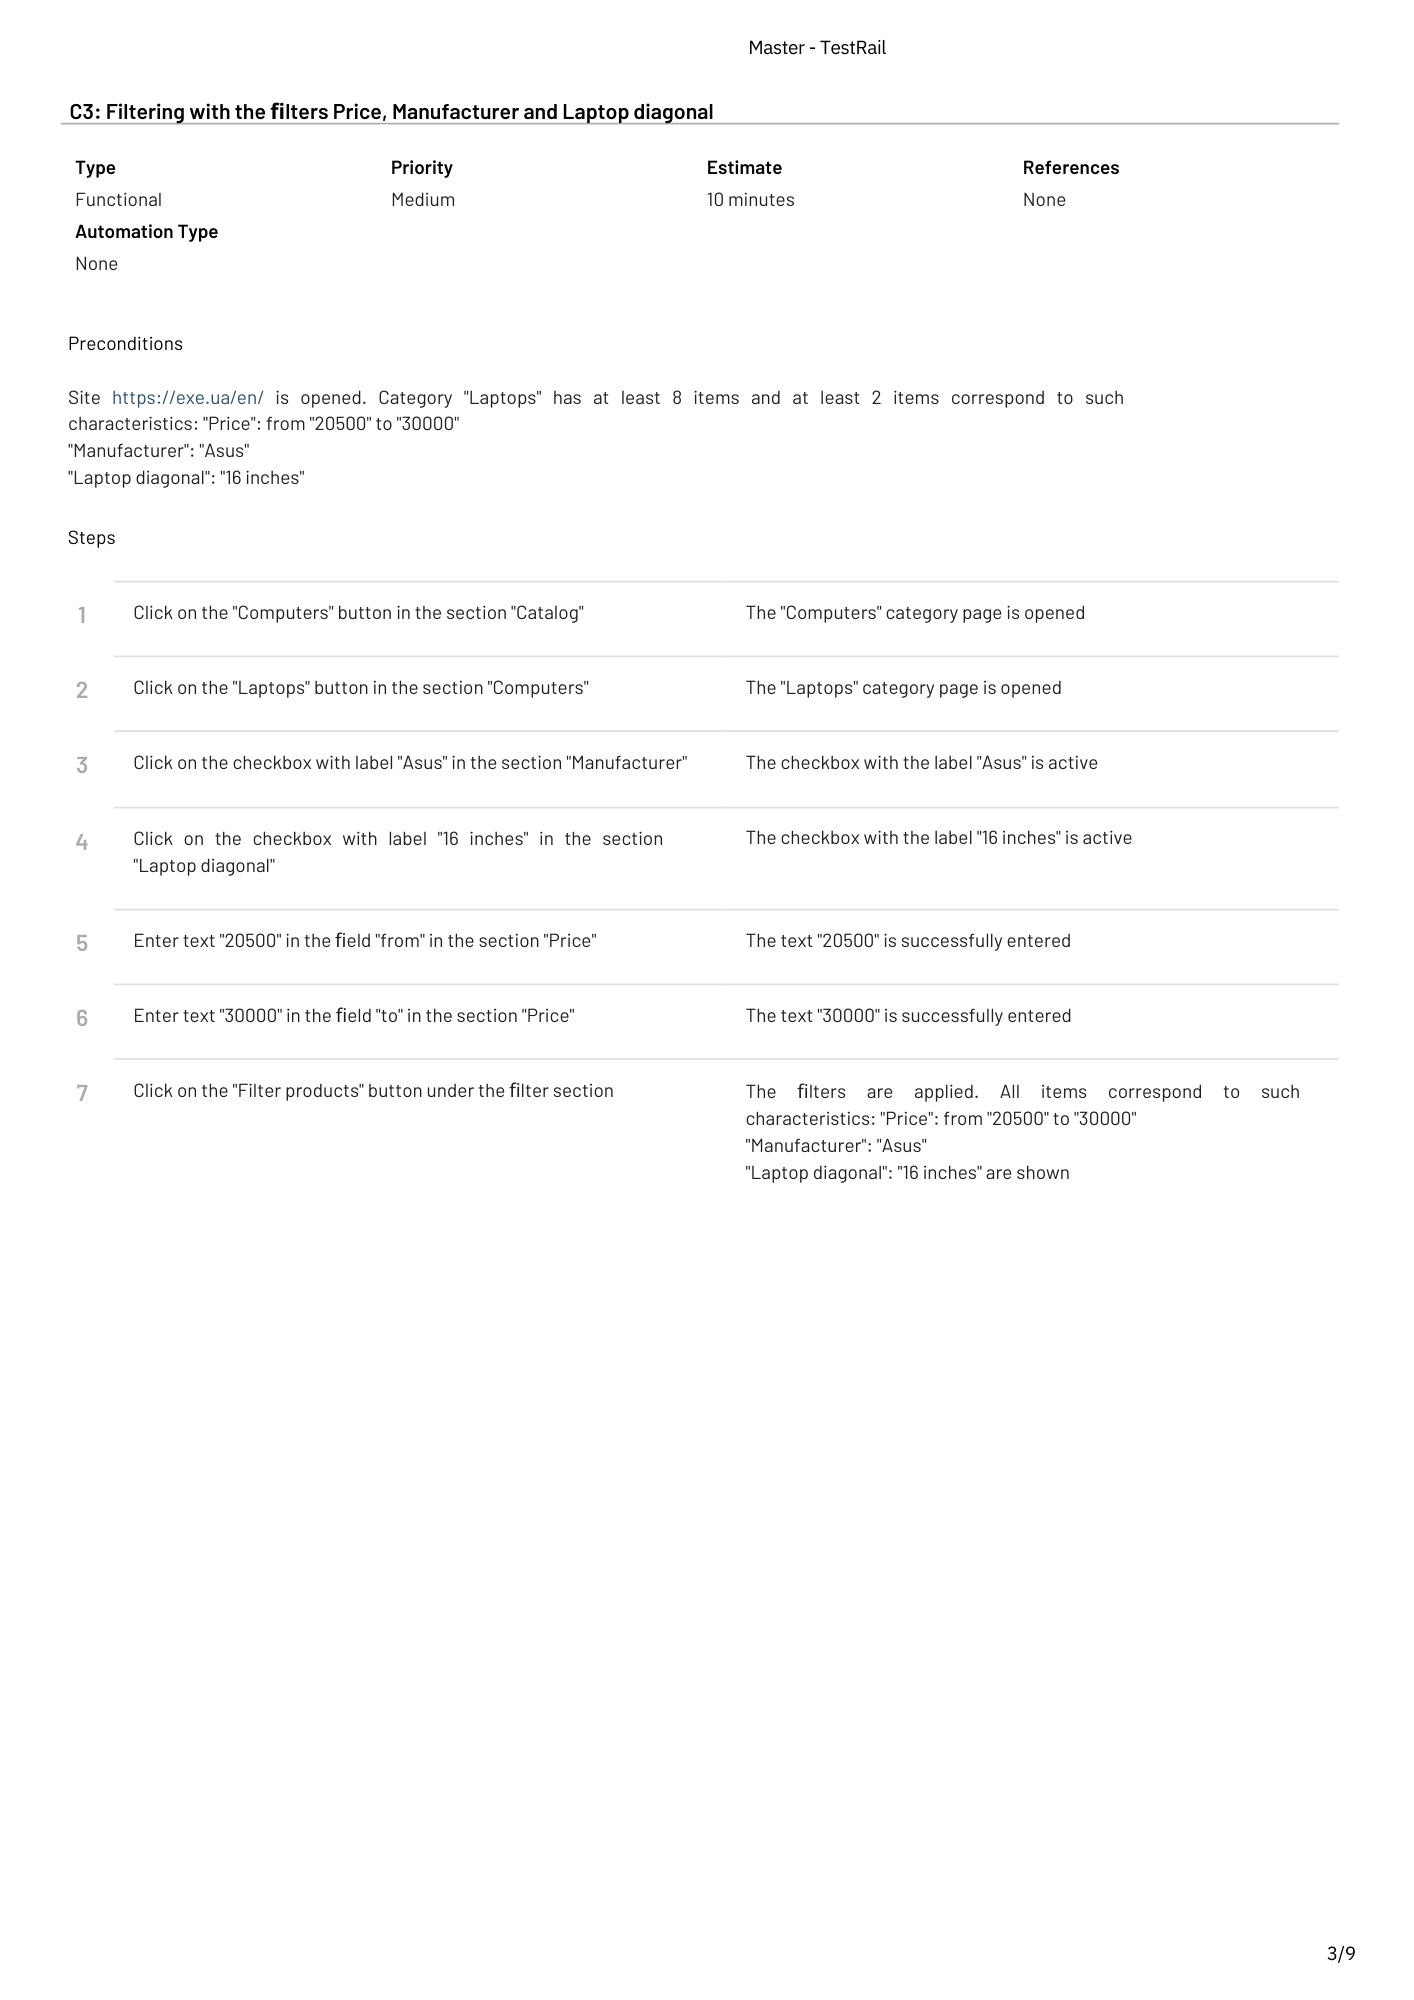 Master - TestRail
C3: Filtering with the filters Price, Manufacturer and Laptop diagonal
Type Priority Estimate References
Functional Medium 10 minutes None
Automation Type
None
Preconditions
Site https://exe.ua/en/ is opened. Category "Laptops" has at least 8 items and at least 2 items correspond to such
characteristics: "Price": from "20500" to "30000"
"Manufacturer": "Asus"
"Laptop diagonal": "16 inches"
Steps
1 Click on the "Computers" button in the section "Catalog" The "Computers" category page is opened
2 Click on the "Laptops" button in the section "Computers" The "Laptops" category page is opened
3 Click on the checkbox with label "Asus" in the section "Manufacturer" The checkbox with the label "Asus" is active
4 Click on the checkbox with label "16 inches" in the section The checkbox with the label "16 inches" is active
"Laptop diagonal"
5 Enter text "20500" in the field "from" in the section "Price" The text "20500" is successfully entered
6 Enter text "30000" in the field "to" in the section "Price" The text "30000" is successfully entered
7 Click on the "Filter products" button under the filter section The filters are applied. All items correspond to such
characteristics: "Price": from "20500" to "30000"
"Manufacturer": "Asus"
"Laptop diagonal": "16 inches" are shown
3/9